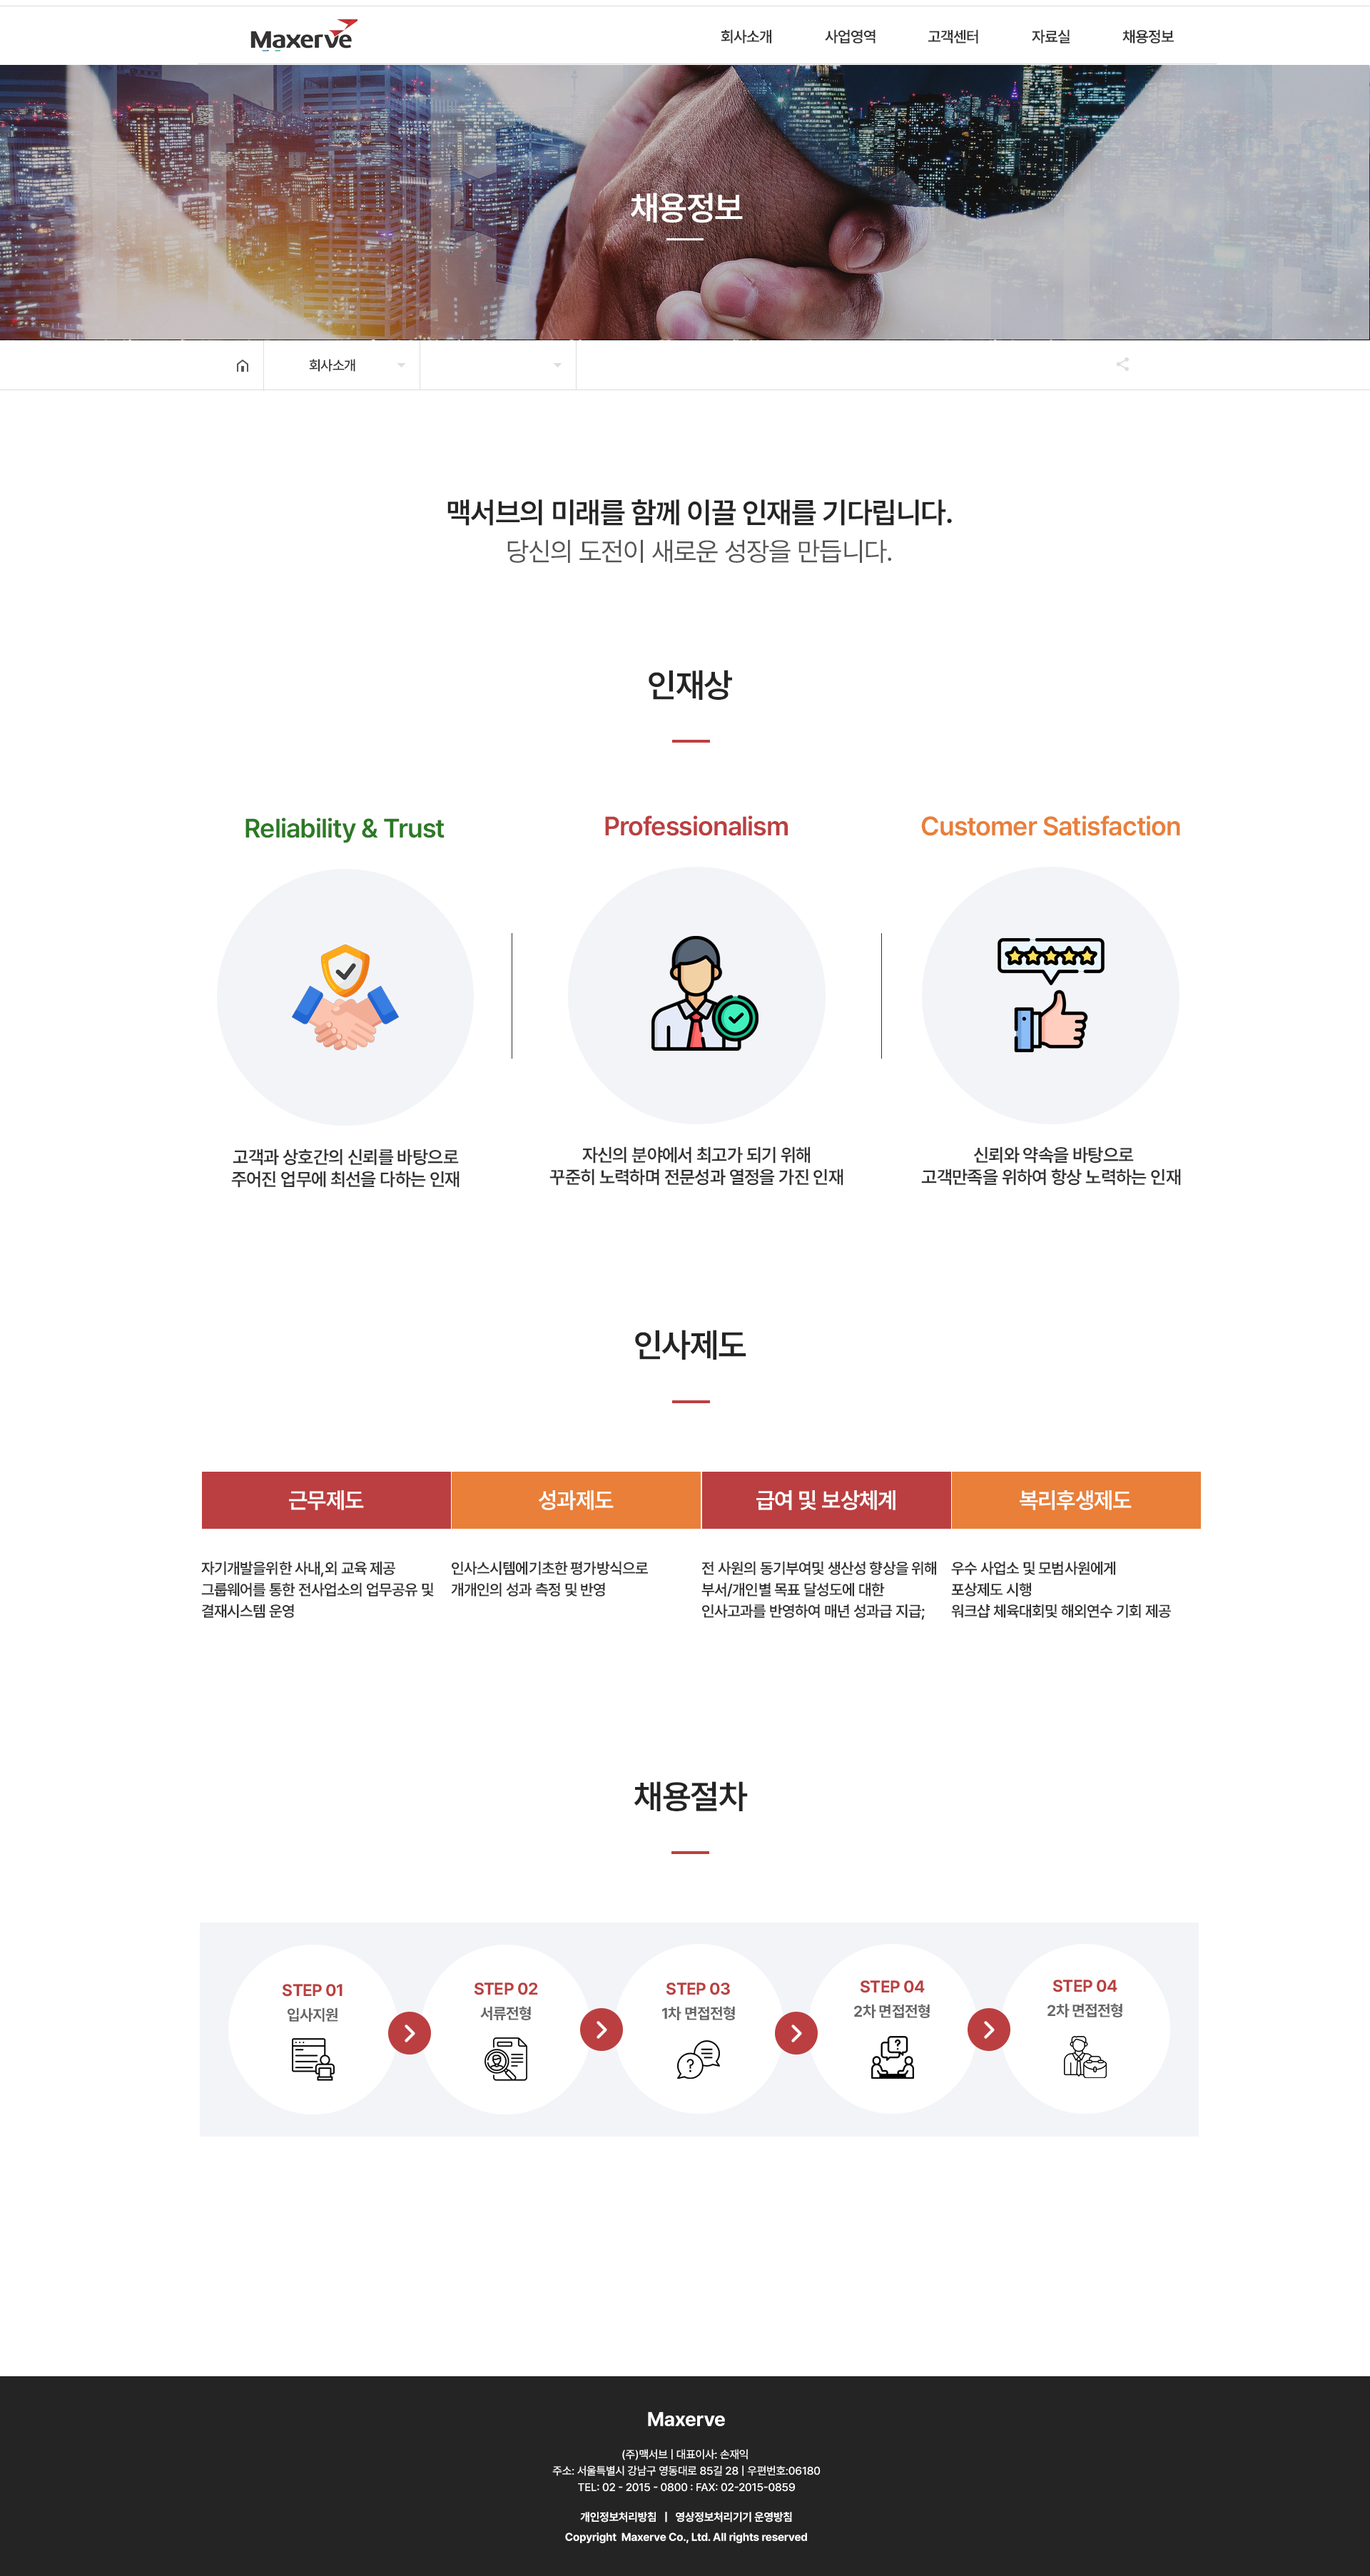 Maxerve
회사소개 사업영역 고객센터 자료실 채용정보
채용정보
회사소개
맥서브의 미래를 함께 이끌 인재를 기다립니다.
당신의 도전이 새로운 성장을 만듭니다.
인재상
Reliability & Trust
Professionalism
Customer Satisfaction
고객과 상호간의 신뢰를 바탕으로
주어진 업무에 최선을 다하는 인재
자신의 분야에서 최고가 되기 위해
꾸준히 노력하며 전문성과 열정을 가진 인재
신뢰와 약속을 바탕으로
고객만족을 위하여 항상 노력하는 인재
인사제도
근무제도
성과제도
급여 및 보상체계
복리후생제도
자기개발을위한 사내,외 교육 제공
그룹웨어를 통한 전사업소의 업무공유 및
결재시스템 운영
인사스시템에기초한 평가방식으로
개개인의 성과 측정 및 반영
전 사원의 동기부여및 생산성 향상을 위해
부서/개인별 목표 달성도에 대한
인사고과를 반영하여 매년 성과급 지급;
우수 사업소 및 모범사원에게
포상제도 시행
워크샵 체육대회및 해외연수 기회 제공
채용절차
STEP 01
입사지원
STEP 02
서류전형
STEP 03
1차 면접전형
STEP 04
2차 면접전형
STEP 04
2차 면접전형
Maxerve
(주)맥서브 | 대표이사: 손재익
주소: 서울특별시 강남구 영동대로 85길 28 | 우편번호:06180
TEL: 02 - 2015 - 0800 : FAX: 02-2015-0859
개인정보처리방침 | 영상정보처리기기 운영방침
Copyright Maxerve Co., Ltd. All rights reserved